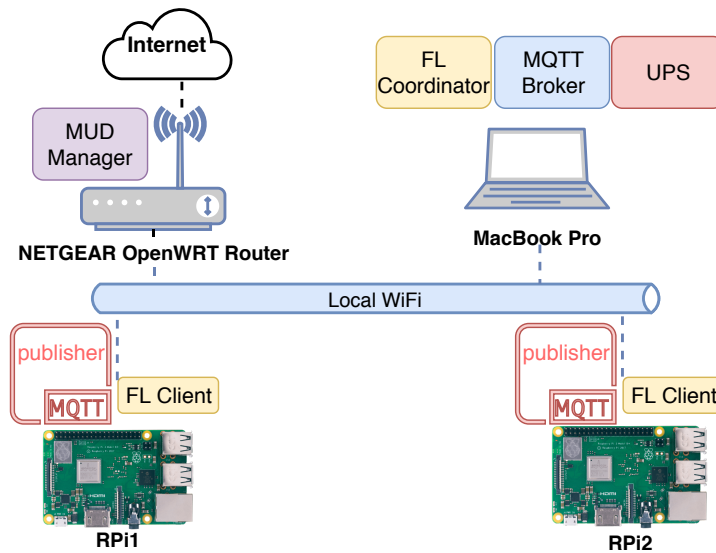 Internet
FL
Coordinator
MQTT
Broker
UPS
MUD
Manager
NETGEAR OpenWRT Router
MacBook Pro
Local WiFi
publisher
MQTT
FL Client
publisher
MQTT
FL Client
HDMI
RPi1
RPi2